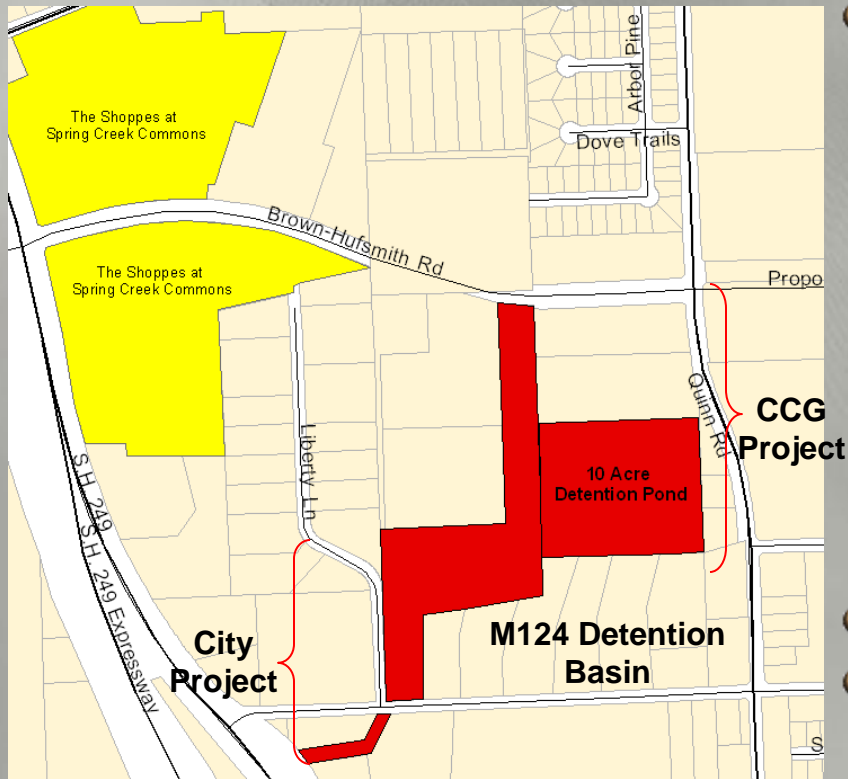 Arbor Pine
The Shoppes at
Spring Creek Commons
Dove Trails
Brown-Hufsmith Rd
The Shoppes at
Spring Creek Commons
Propo
Quinn Rd
CCG
Project
Liberty Ln
10 Acre
Detention Pond
S.H. 249
S.H. 249 Expressway
City
Project
M124 Detention
Basin
S